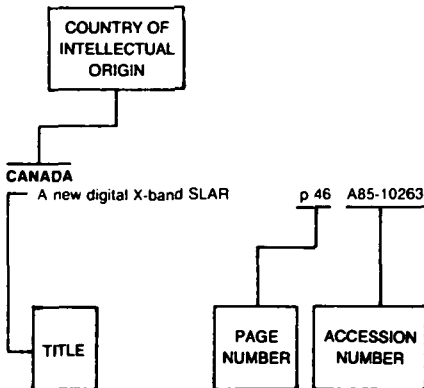 COUNTRY OF
INTELLECTUAL
ORIGIN
CANADA
A new digital X-band SLAR p 46 A85-10263
TITLE
PAGE
NUMBER
ACCESSION
NUMBER